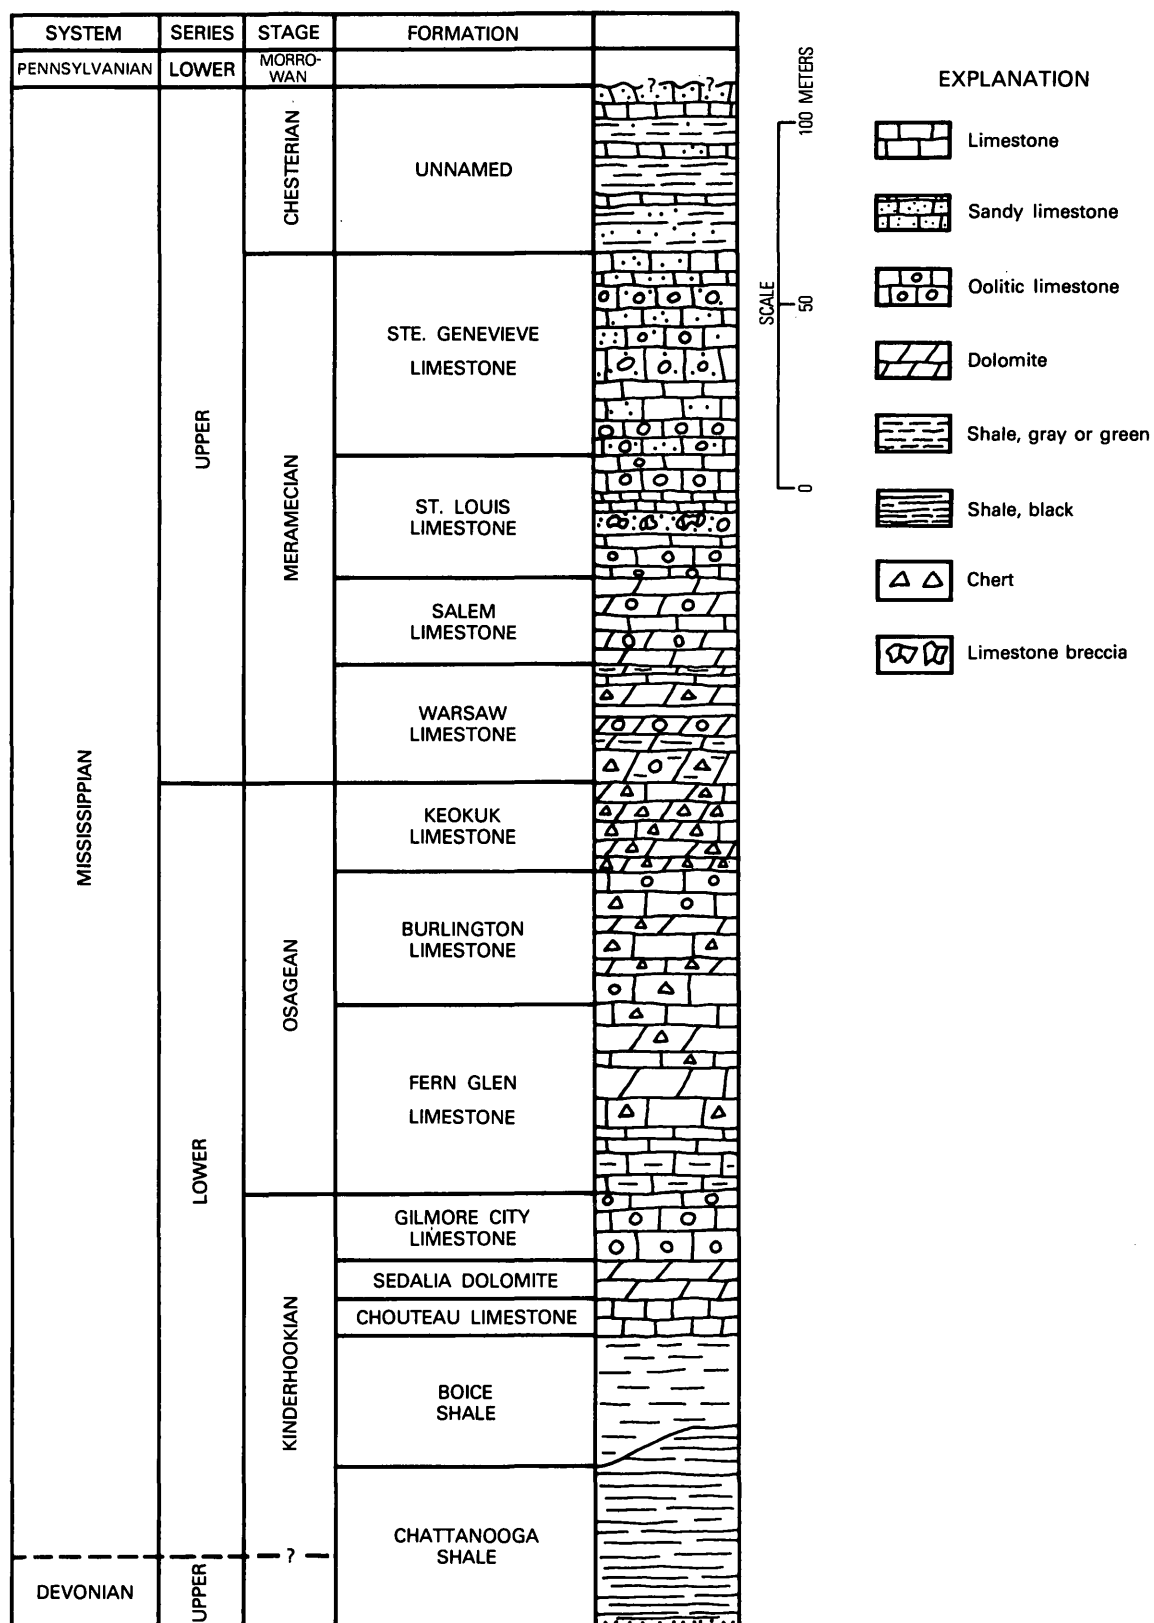 SYSTEM SERIES STAGE FORMATION
PENNSYLVANIAN LOWER MORRO-
WAN
? ?
MISSISSIPPIAN
UPPER
CHESTERIAN
UNNAMED
MERAMECIAN
STE. GENEVIEVE
LIMESTONE
ST. LOUIS
LIMESTONE
SALEM
LIMESTONE
WARSAW
LIMESTONE
LOWER
OSAGEAN
KEOKUK
LIMESTONE
BURLINGTON
LIMESTONE
FERN GLEN
LIMESTONE
KINDERHOOKIAN
GILMORE CITY
LIMESTONE
SEDALIA DOLOMITE
CHOUTEAU LIMESTONE
BOICE
SHALE
CHATTANOOGA
SHALE
?
DEVONIAN
UPPER
SCALE
100 METERS
50
0
EXPLANATION
Limestone
Sandy limestone
Oolitic limestone
Dolomite
Shale, gray or green
Shale, black
Chert
Limestone breccia